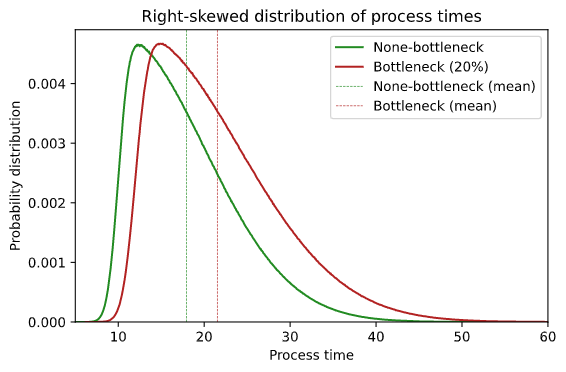 Right-skewed distribution of process times
None-bottleneck
Bottleneck (20%)
None-bottleneck (mean)
Bottleneck (mean)
Probability distribution
0.004
0.003
0.002
0.001
0.000
10 20 30 40 50 60
Process time